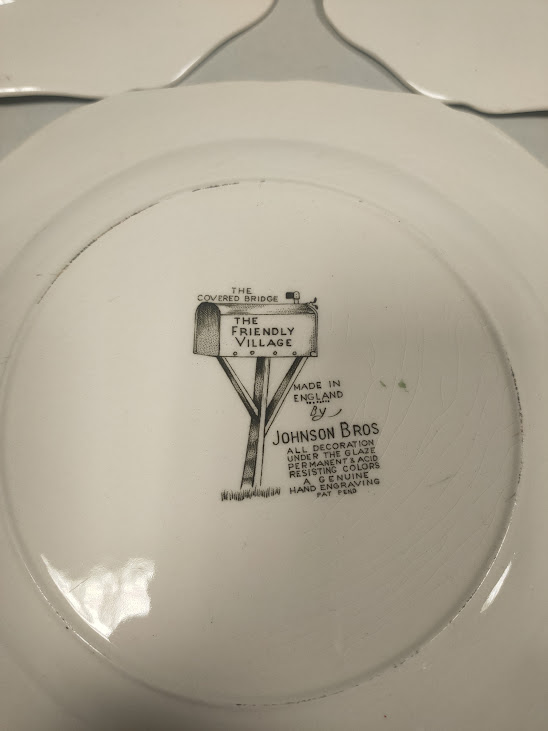 THE
COVERED BRIDGE
THE
FRIENDLY
VILLAGE
MADE IN
ENGLAND
By
JOHNSON BROS
ALL DECORATION
UNDER THE GLAZE
PERMANENT & ACID
RESISTING COLORS
A GENUINE
HAND ENGRAVING
PAT PEND